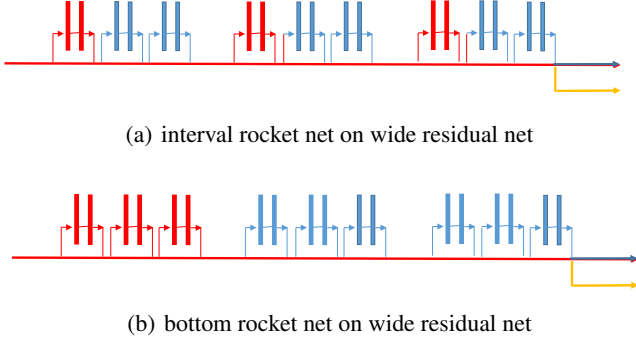 (a) interval rocket net on wide residual net
(b) bottom rocket net on wide residual net